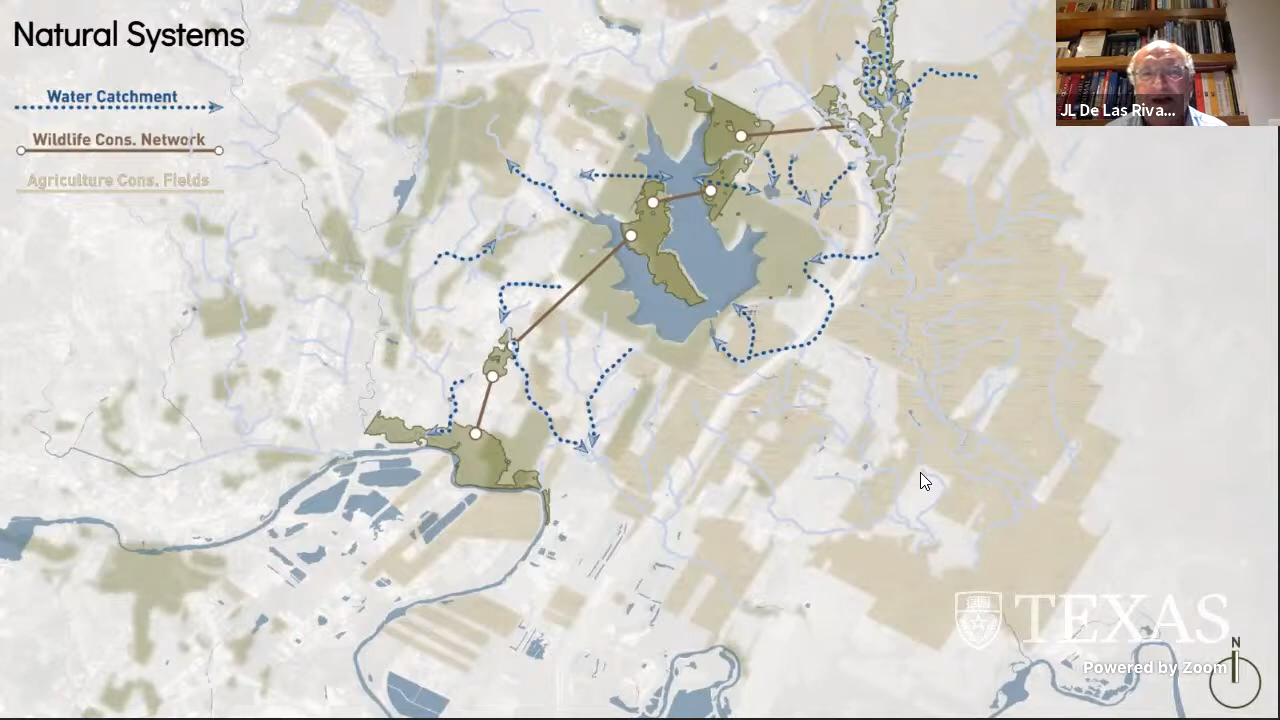 Natural Systems
Water Catchment
Wildlife Cons. Network
Agriculture Cons. Fields
JL De Las Riva...
TEXAS
Powered by Zoom
N